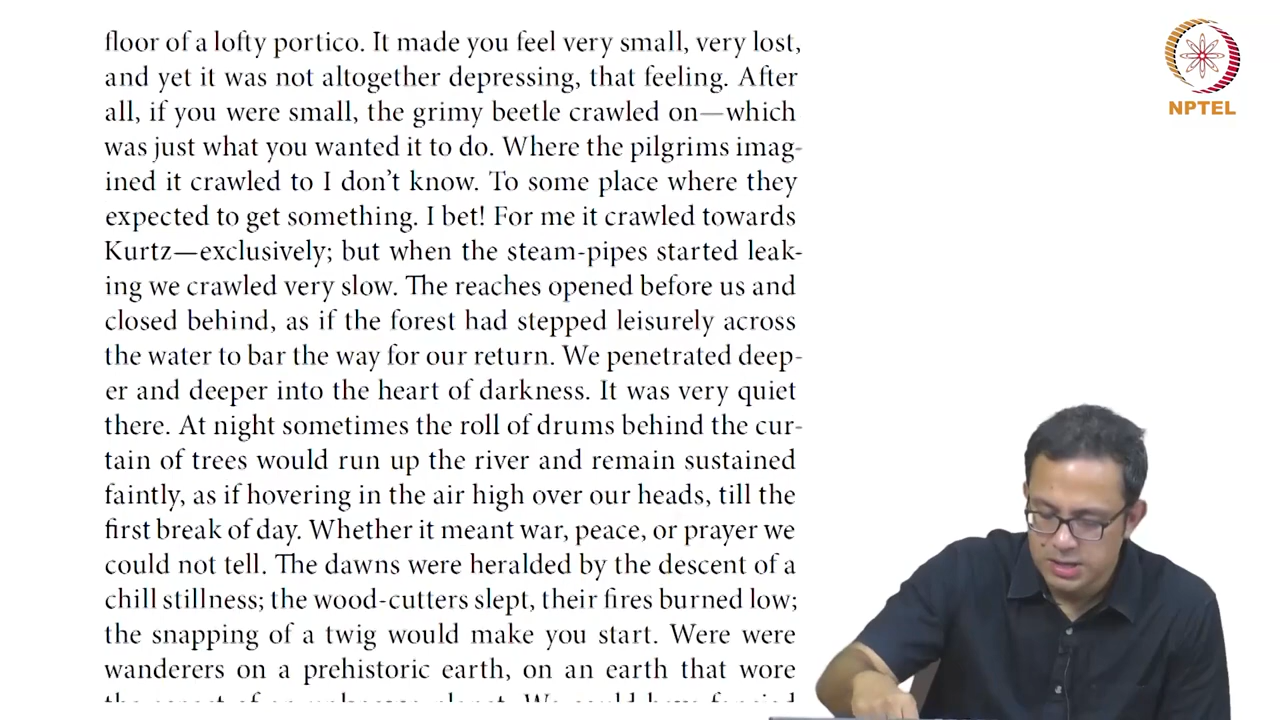 floor of a lofty portico. It made you feel very small, very lost,
and yet it was not altogether depressing, that feeling. After
all, if you were small, the grimy beetle crawled on—which
was just what you wanted it to do. Where the pilgrims imag-
ined it crawled to I don’t know. To some place where they
expected to get something. I bet! For me it crawled towards
Kurtz—exclusively; but when the steam-pipes started leak-
ing we crawled very slow. The reaches opened before us and
closed behind, as if the forest had stepped leisurely across
the water to bar the way for our return. We penetrated deep-
er and deeper into the heart of darkness. It was very quiet
there. At night sometimes the roll of drums behind the cur-
tain of trees would run up the river and remain sustained
faintly, as if hovering in the air high over our heads, till the
first break of day. Whether it meant war, peace, or prayer we
could not tell. The dawns were heralded by the descent of a
chill stillness; the wood-cutters slept, their fires burned low;
the snapping of a twig would make you start. Were were
wanderers on a prehistoric earth, on an earth that wore
the aspect of an unknown planet. We could have fancied
NPTEL